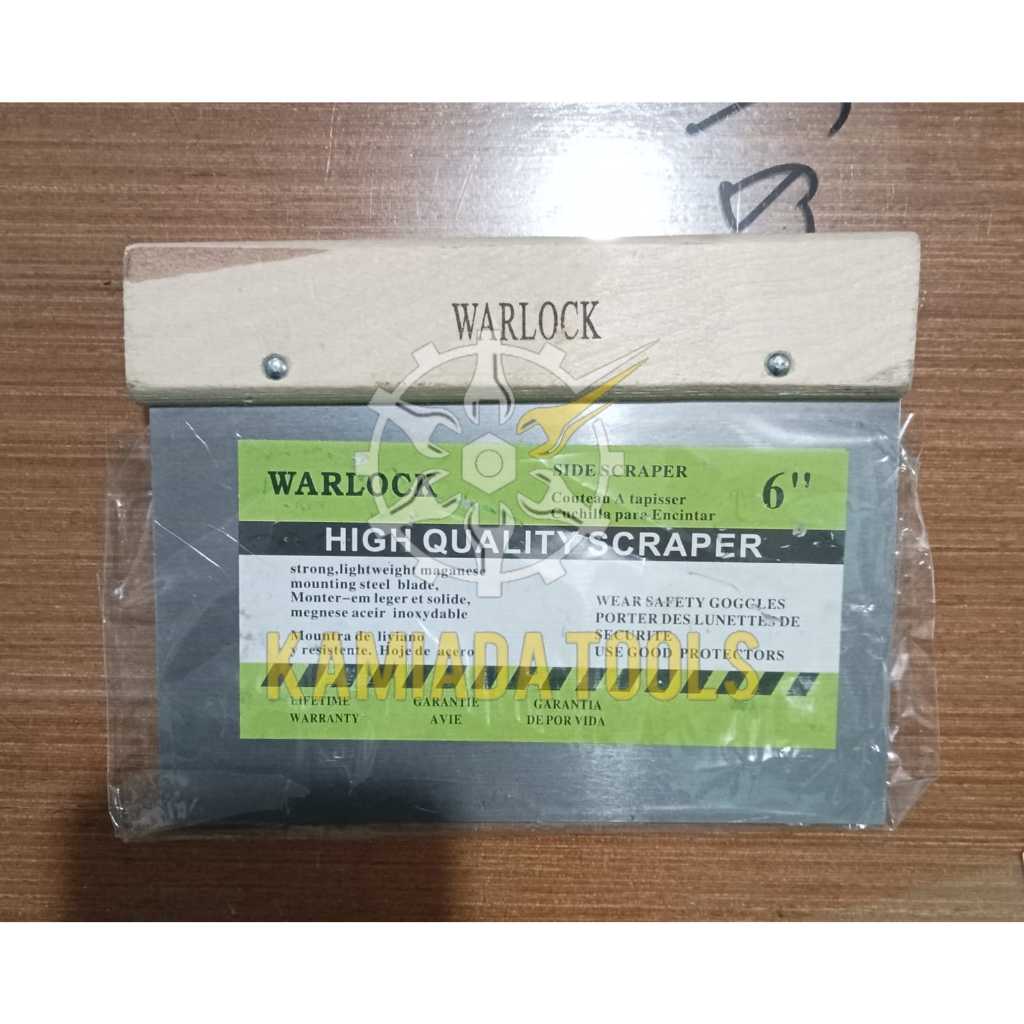 WARLOCK
WARLOCK
SIDE SCRAPER
Couteau A tapisser
Cuchilla para Encintar
6"
HIGH QUALITY SCRAPER
strong,lightweight maganese
mounting steel blade,
Monter-em leger et solide,
megnese aceir inoxydable
Mountra de liviano
y resistente. Hoje de açero
WEAR SAFETY GOGGLES
PORTER DES LUNETTES DE
SECURITE
USE GOOD PROTECTORS
KAMIADA TOOLS
LIFETIME
WARRANTY
GARANTIE
A VIE
GARANTIA
DE POR VIDA